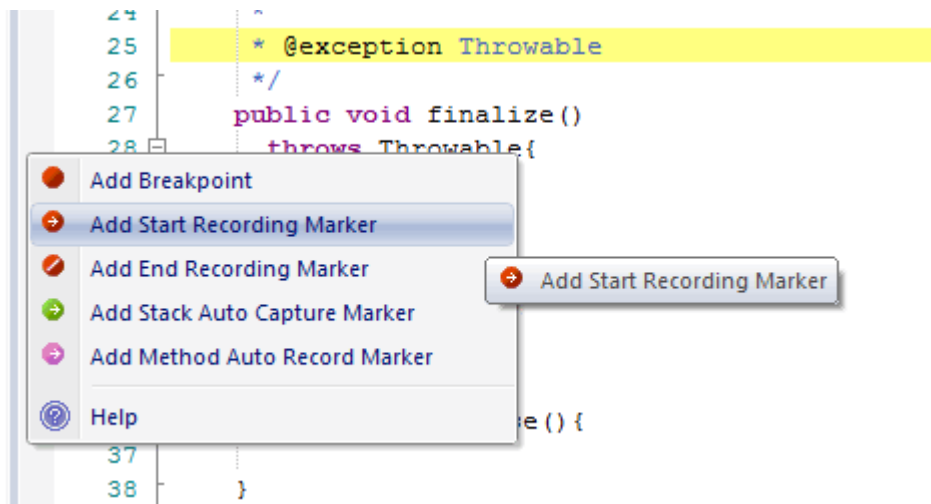 24 *
25 * @exception Throwable
26 */
27 public void finalize()
28 throws Throwable{
Add Breakpoint
Add Start Recording Marker
Add End Recording Marker
Add Start Recording Marker
Add Stack Auto Capture Marker
Add Method Auto Record Marker
Help
e(){
37
38 }